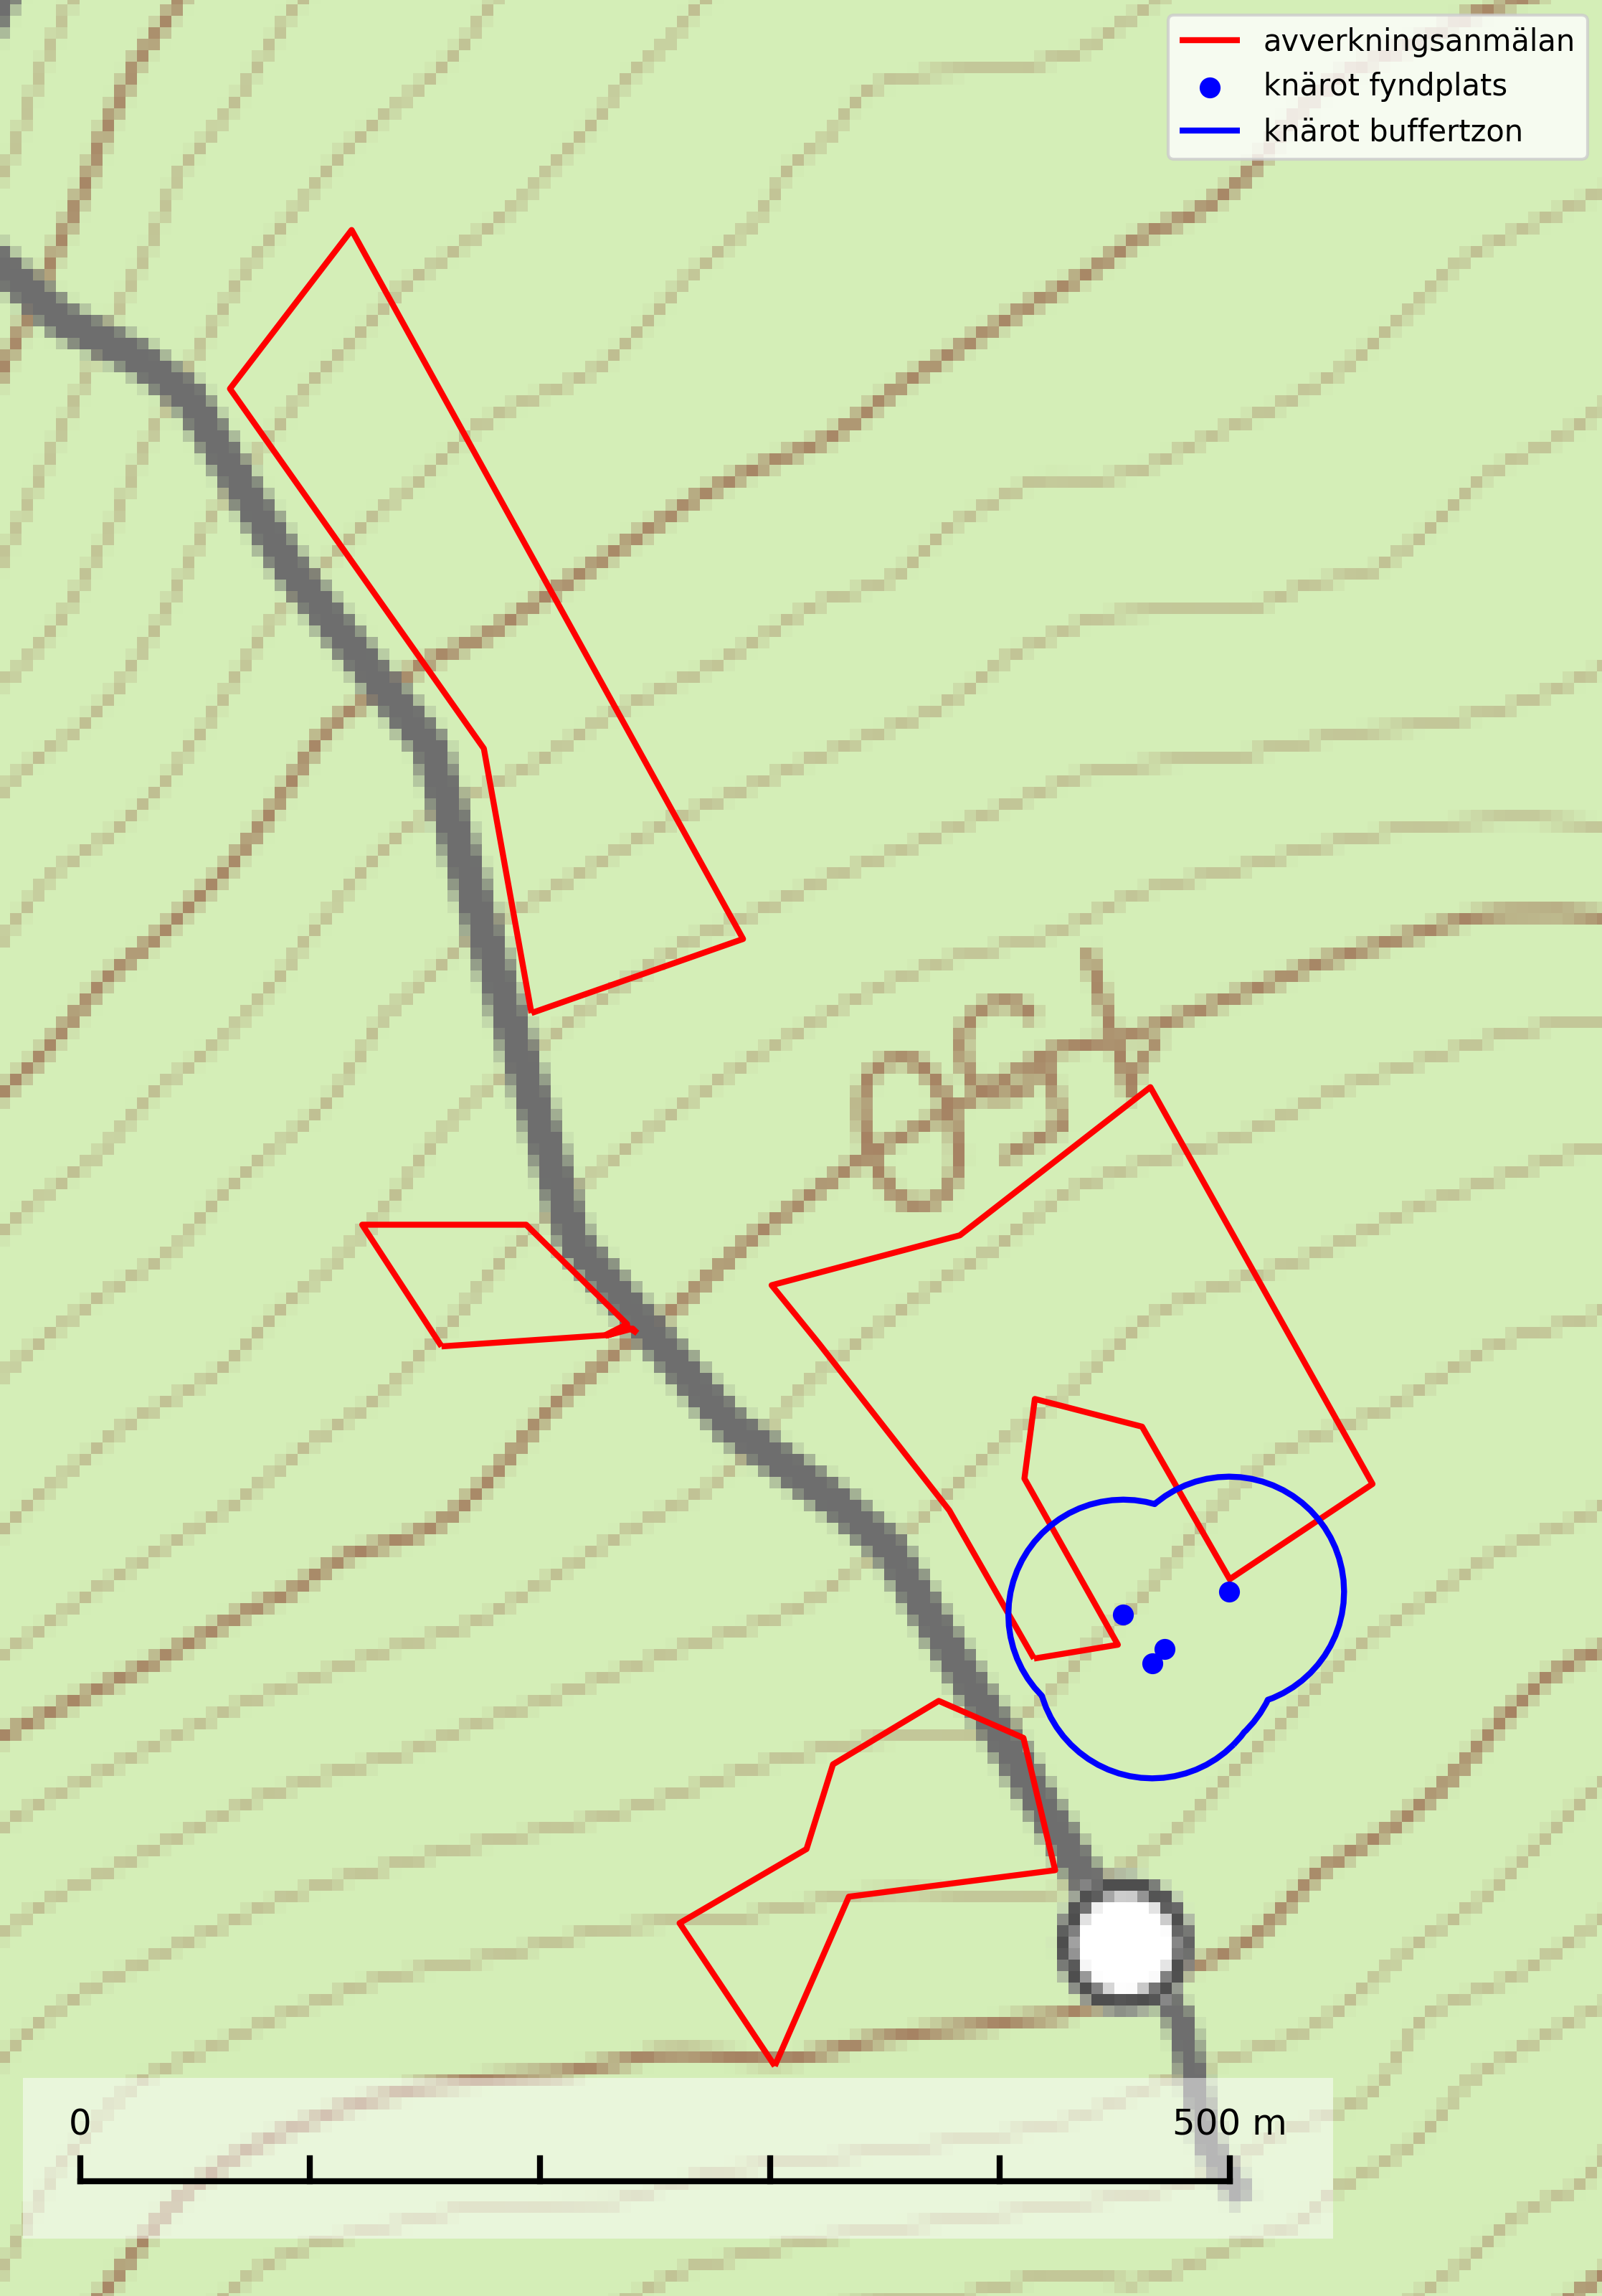 avverkningsanmälan
knärot fyndplats
knärot buffertzon
450
0 500 m